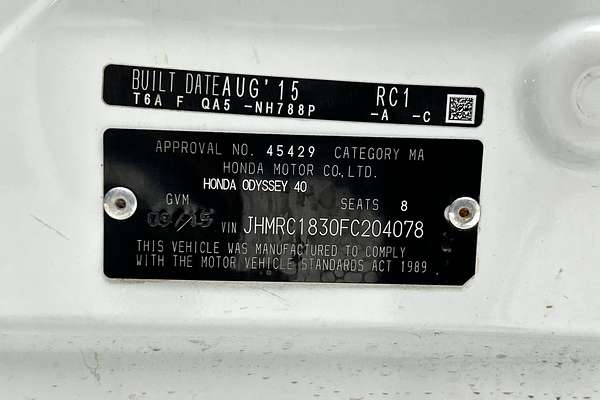 BUILT DATE AUG'15 RC1
T6A F QA5 -NH788P -A -C
APPROVAL NO. 45429 CATEGORY MA
HONDA MOTOR CO.,LTD.
HONDA ODYSSEY 40
GVM SEATS 8
09/15 VIN JHMRC1830FC204078
THIS VEHICLE WAS MANUFACTURED TO COMPLY
WITH THE MOTOR VEHICLE STANDARDS ACT 1989